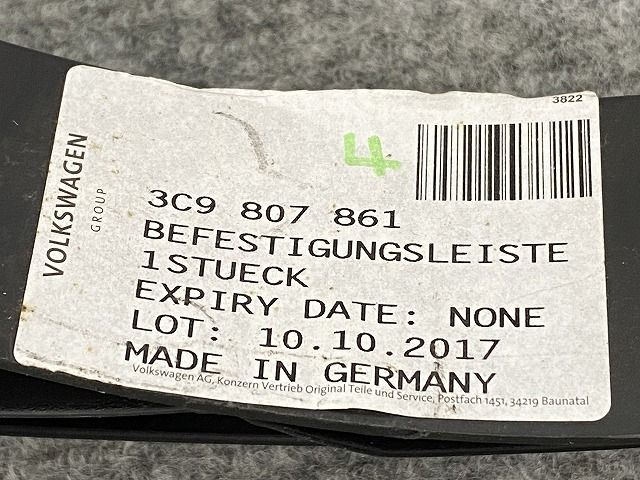 3822
4
VOLKSWAGEN
GROUP
3C9 807 861
BEFESTIGUNGSLEISTE
1STUECK
EXPIRY DATE: NONE
LOT: 10.10.2017
MADE IN GERMANY
Volkswagen AG, Konzern Vertrieb Original Teile und Service, Postfach 1451, 34219 Baunatal